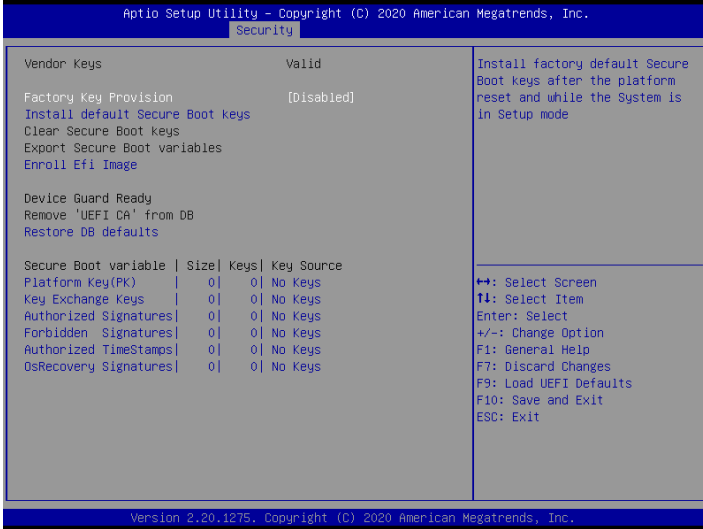 Aptio Setup Utility – Copyright (C) 2020 American Megatrends, Inc.
Security
Vendor Keys Valid
Factory Key Provision [Disabled]
Install default Secure Boot keys
Clear Secure Boot keys
Export Secure Boot variables
Enroll Efi Image
Device Guard Ready
Remove 'UEFI CA' from DB
Restore DB defaults
Secure Boot variable | Size| Keys| Key Source
Platform Key(PK) | 0| 0| No Keys
Key Exchange Keys | 0| 0| No Keys
Authorized Signatures| 0| 0| No Keys
Forbidden Signatures| 0| 0| No Keys
Authorized TimeStamps| 0| 0| No Keys
OsRecovery Signatures| 0| 0| No Keys
Install factory default Secure
Boot keys after the platform
reset and while the System is
in Setup mode
↔: Select Screen
↑↓: Select Item
Enter: Select
+/-: Change Option
F1: General Help
F7: Discard Changes
F9: Load UEFI Defaults
F10: Save and Exit
ESC: Exit
Version 2.20.1275. Copyright (C) 2020 American Megatrends, Inc.